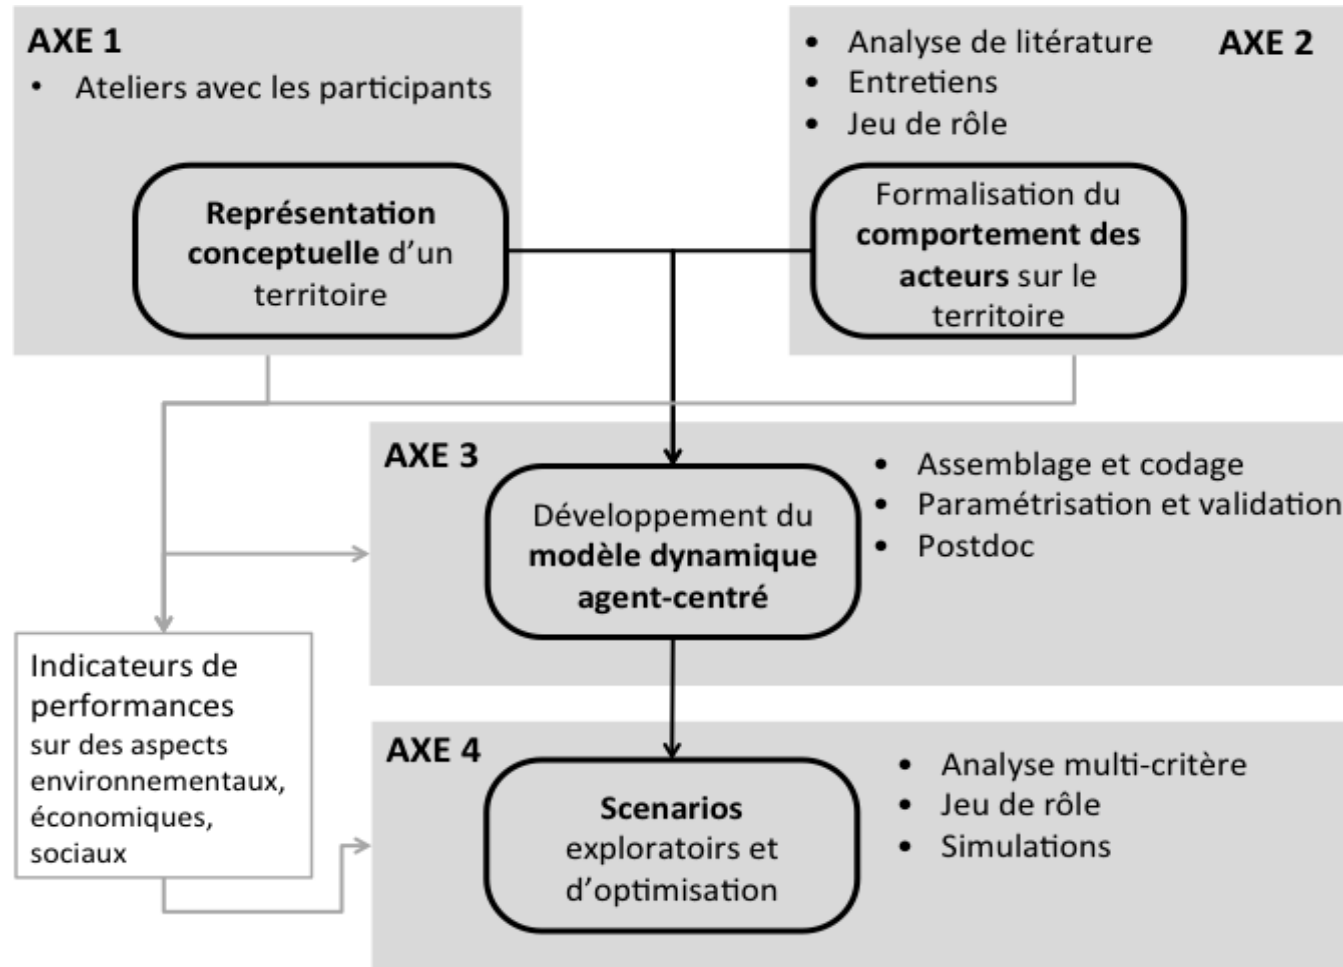 AXE 1
• Ateliers avec les participants
Représentation
conceptuelle d'un
territoire
AXE 2
• Analyse de litérature
• Entretiens
• Jeu de rôle
Formalisation du
comportement des
acteurs sur le
territoire
AXE 3
Développement du
modèle dynamique
agent-centré
• Assemblage et codage
• Paramétrisation et validation
• Postdoc
Indicateurs de
performances
sur des aspects
environnementaux,
économiques,
sociaux
AXE 4
Scenarios
exploratoirs et
d'optimisation
• Analyse multi-critère
• Jeu de rôle
• Simulations